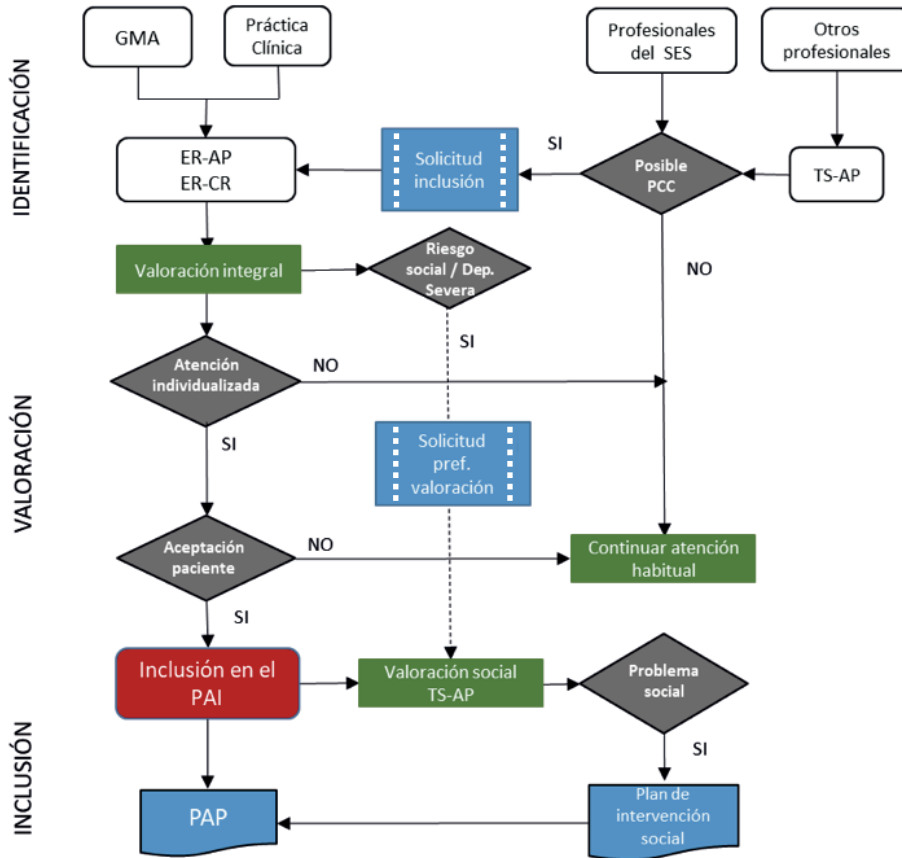 IDENTIFICACIÓN
GMA
Práctica
Clínica
Profesionales
del SES
Otros
profesionales
ER-AP
ER-CR
Solicitud
inclusión
SI
Posible
PCC
TS-AP
Valoración integral
Riesgo
social / Dep.
Severa
NO
SI
VALORACIÓN
Atención
individualizada
NO
SI
Solicitud
pref.
valoración
Aceptación
paciente
NO
Continuar atención
habitual
SI
INCLUSIÓN
Inclusión en el
PAI
Valoración social
TS-AP
Problema
social
SI
PAP
Plan de
intervención
social